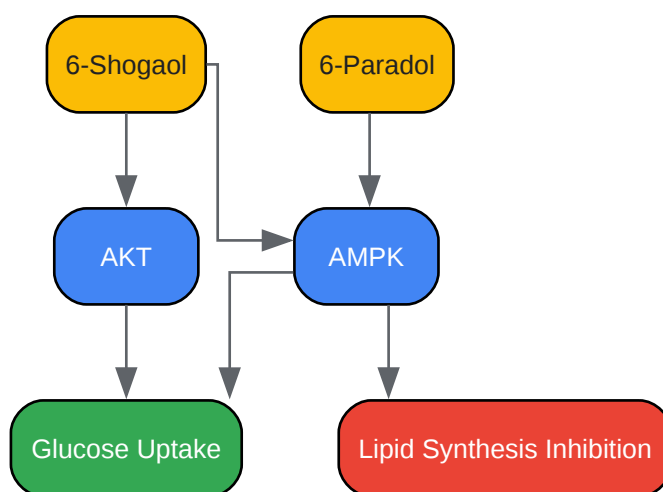 6-Shogaol
6-Paradol
AKT
AMPK
Glucose Uptake
Lipid Synthesis Inhibition